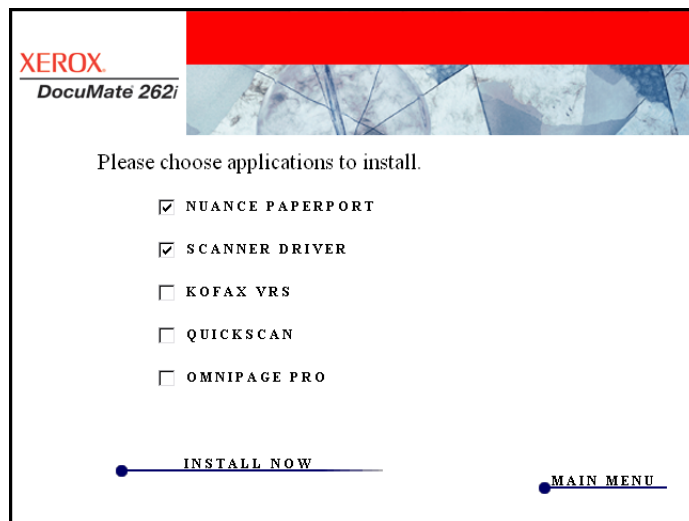 XEROX.
DocuMate 262i
Please choose applications to install.
NUANCE PAPERPORT
SCANNER DRIVER
KOFAX VRS
QUICKSCAN
OMNIPAGE PRO
INSTALL NOW
MAIN MENU